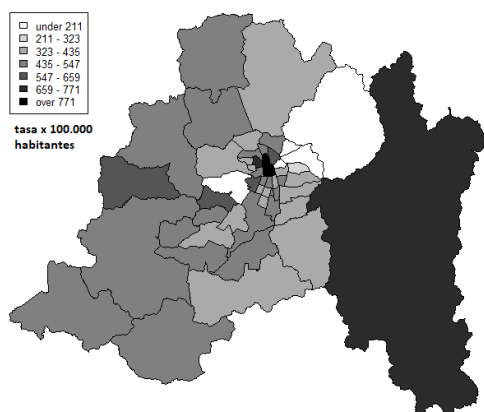 under 211
211 - 323
323 - 435
435 - 547
547 - 659
659 - 771
over 771
tasa x 100.000
habitantes